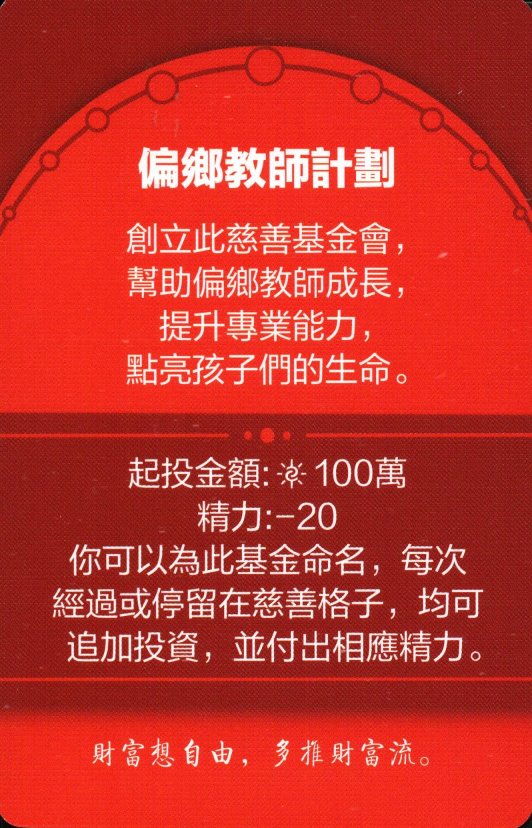 偏鄉教師計劃
創立此慈善基金會，
幫助偏鄉教師成長，
提升專業能力，
點亮孩子們的生命。
起投金額: 100萬
精力:-20
你可以為此基金命名，每次
經過或停留在慈善格子，均可
追加投資，並付出相應精力。
財富想自由，多推財富流。